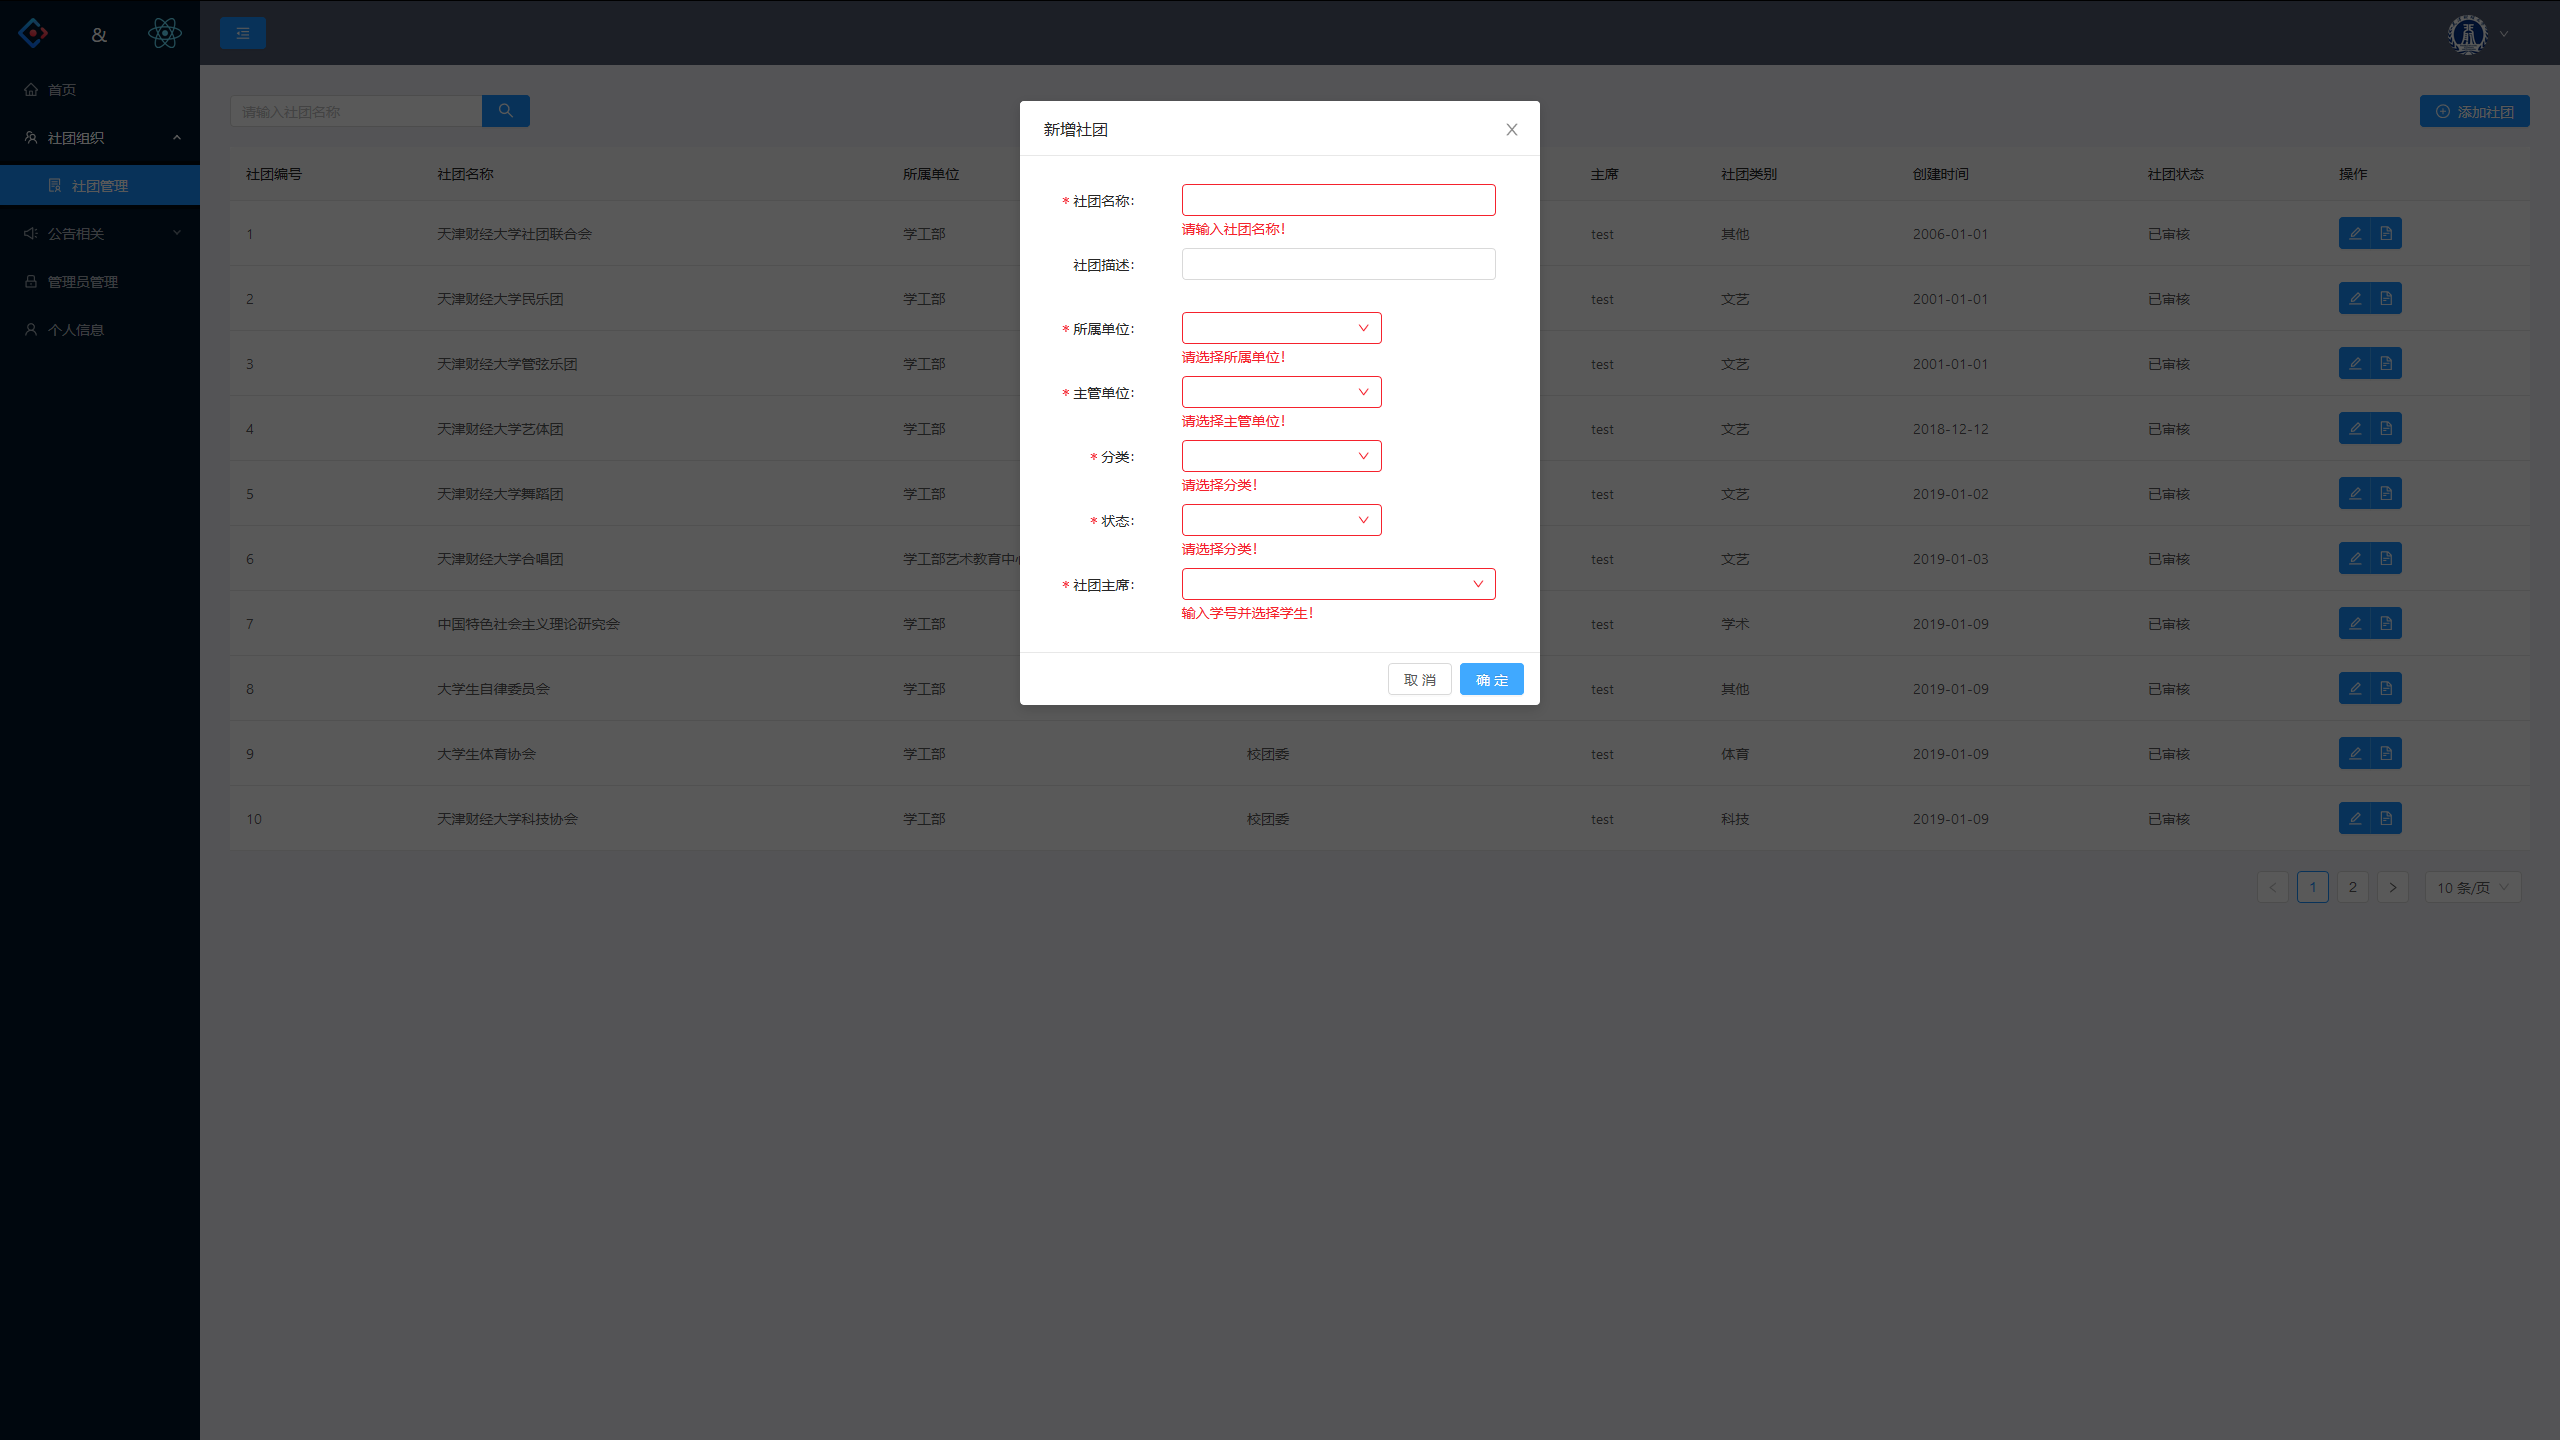 &
首页
社团组织
社团管理
公告相关
管理员管理
个人信息
请输入社团名称
添加社团
社团编号 社团名称 所属单位 主席 社团类别 创建时间 社团状态 操作
1 天津财经大学社团联合会 学工部 test 其他 2006-01-01 已审核
2 天津财经大学民乐团 学工部 test 文艺 2001-01-01 已审核
3 天津财经大学管弦乐团 学工部 test 文艺 2001-01-01 已审核
4 天津财经大学艺体团 学工部 test 文艺 2018-12-12 已审核
5 天津财经大学舞蹈团 学工部 test 文艺 2019-01-02 已审核
6 天津财经大学合唱团 学工部艺术教育中心 test 文艺 2019-01-03 已审核
7 中国特色社会主义理论研究会 学工部 test 学术 2019-01-09 已审核
8 大学生自律委员会 学工部 test 其他 2019-01-09 已审核
9 大学生体育协会 学工部 校团委 test 体育 2019-01-09 已审核
10 天津财经大学科技协会 学工部 校团委 test 科技 2019-01-09 已审核
1 2 10 条/页
新增社团
* 社团名称:
请输入社团名称!
社团描述:
* 所属单位:
请选择所属单位!
* 主管单位:
请选择主管单位!
* 分类:
请选择分类!
* 状态:
请选择分类!
* 社团主席:
输入学号并选择学生!
取 消 确 定